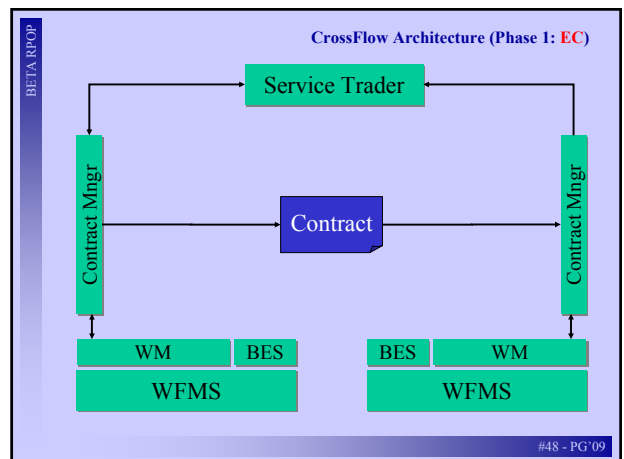 BETA RPOP
CrossFlow Architecture (Phase 1: EC)
Service Trader
Contract Mngr
Contract
Contract Mngr
WM
BES
BES
WM
WFMS
WFMS
#48 - PG'09